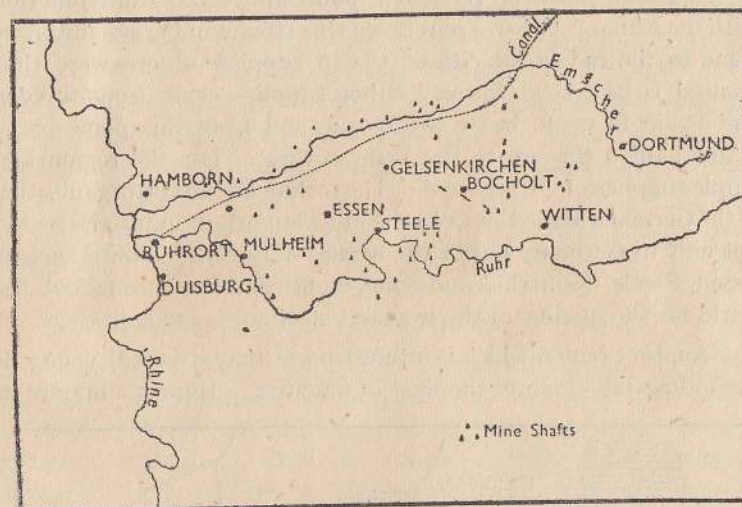 Canal
Emscher
DORTMUND
GELSENKIRCHEN
HAMBORN
BOCHOLT
ESSEN
STEELE
WITTEN
RUHRORT
MULHEIM
Ruhr
DUISBURG
Rhine
Mine Shafts